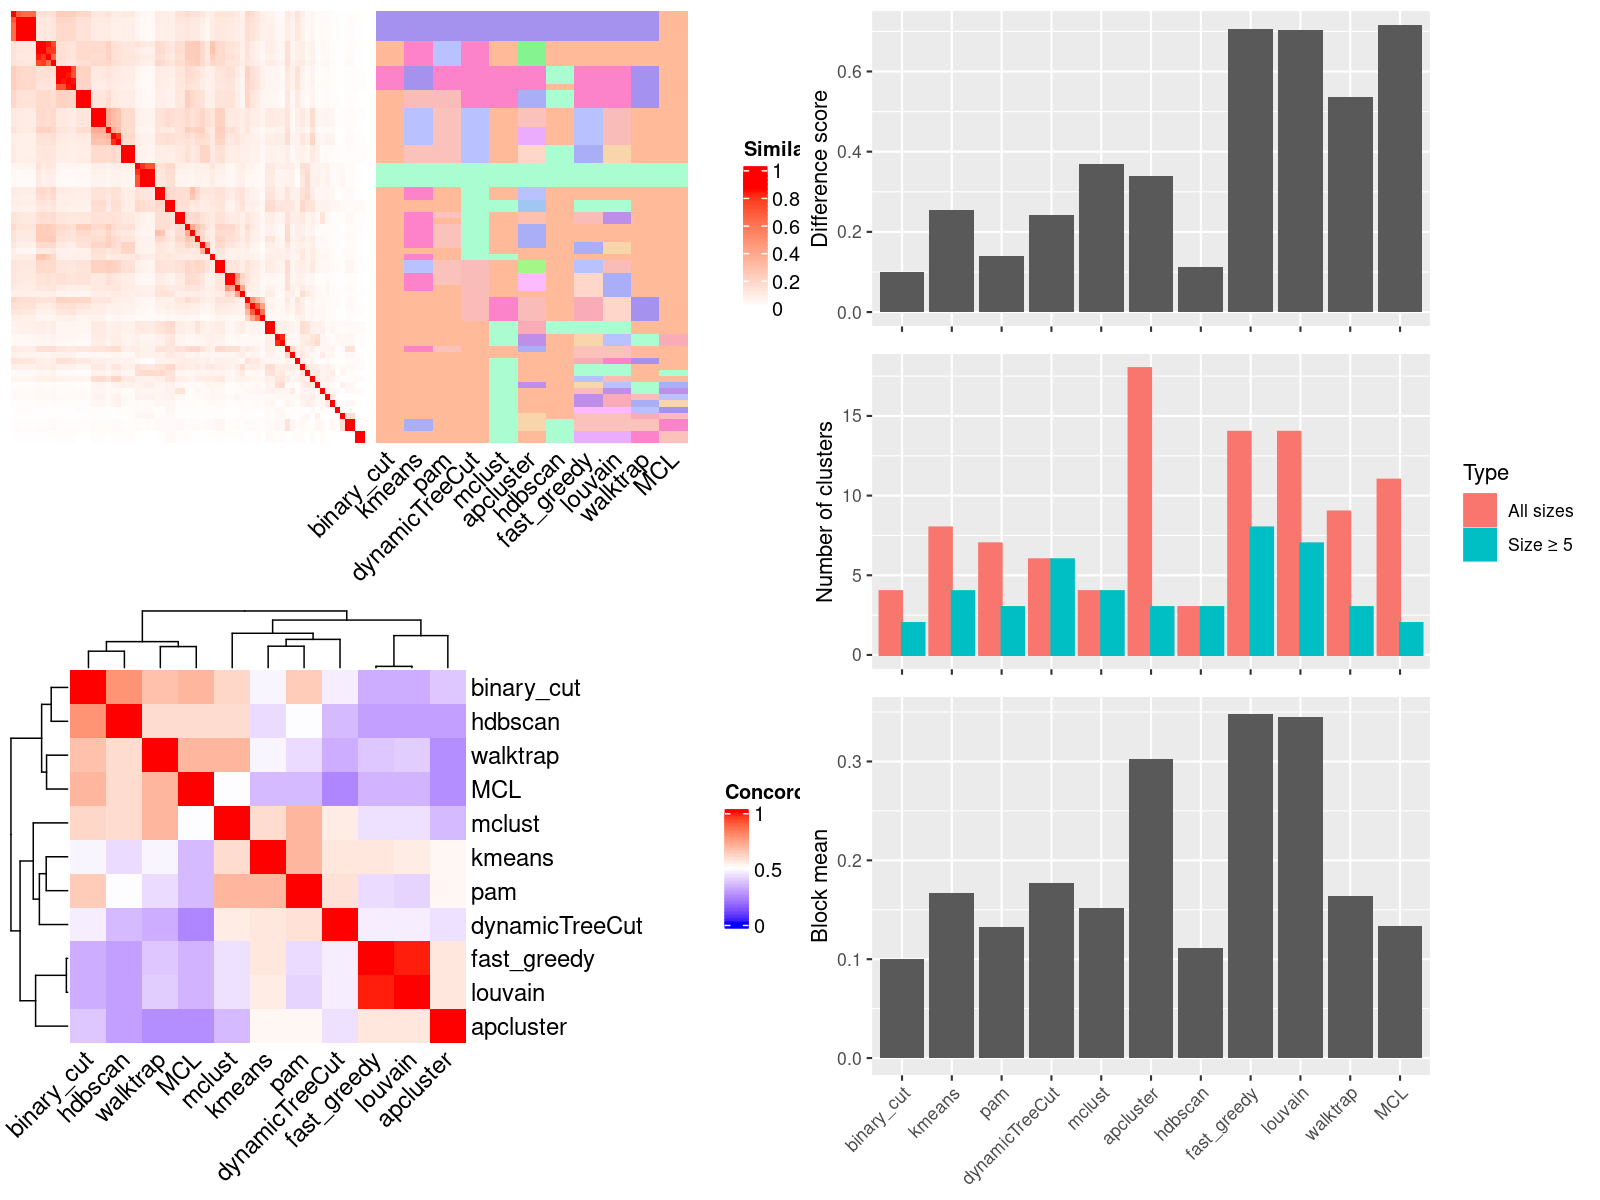 Simila
1
0.8
0.6
0.4
0.2
0
binary_cut
kmeans
pam
dynamicTreeCut
mclust
apcluster
hdbscan
fast_greedy
louvain
walktrap
MCL
Difference score
0.6
0.4
0.2
0.0
Number of clusters
15
10
5
0
Type
All sizes
Size ≥ 5
binary_cut
hdbscan
walktrap
MCL
mclust
kmeans
pam
dynamicTreeCut
fast_greedy
louvain
apcluster
Concord
1
0.5
0
binary_cut
hdbscan
walktrap
MCL
mclust
kmeans
pam
dynamicTreeCut
fast_greedy
louvain
apcluster
Block mean
0.3
0.2
0.1
0.0
binary_cut
kmeans
pam
dynamicTreeCut
mclust
apcluster
hdbscan
fast_greedy
louvain
walktrap
MCL